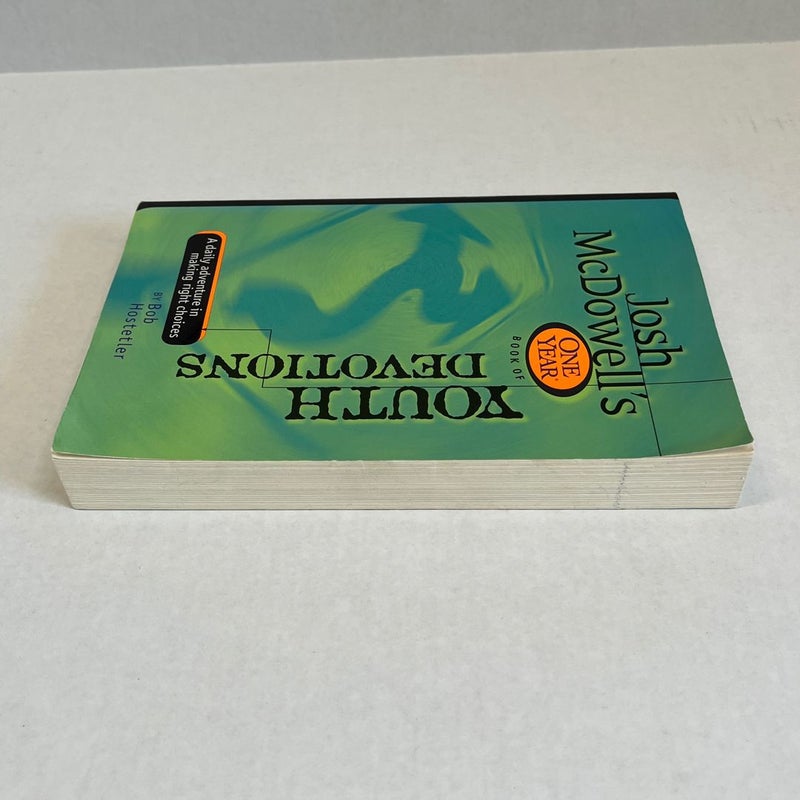 Josh
McDowell's
ONE
YEAR®
BOOK OF
YOUTH
DEVOTIONS
A daily adventure in
making right choices
BY Bob
Hostetler